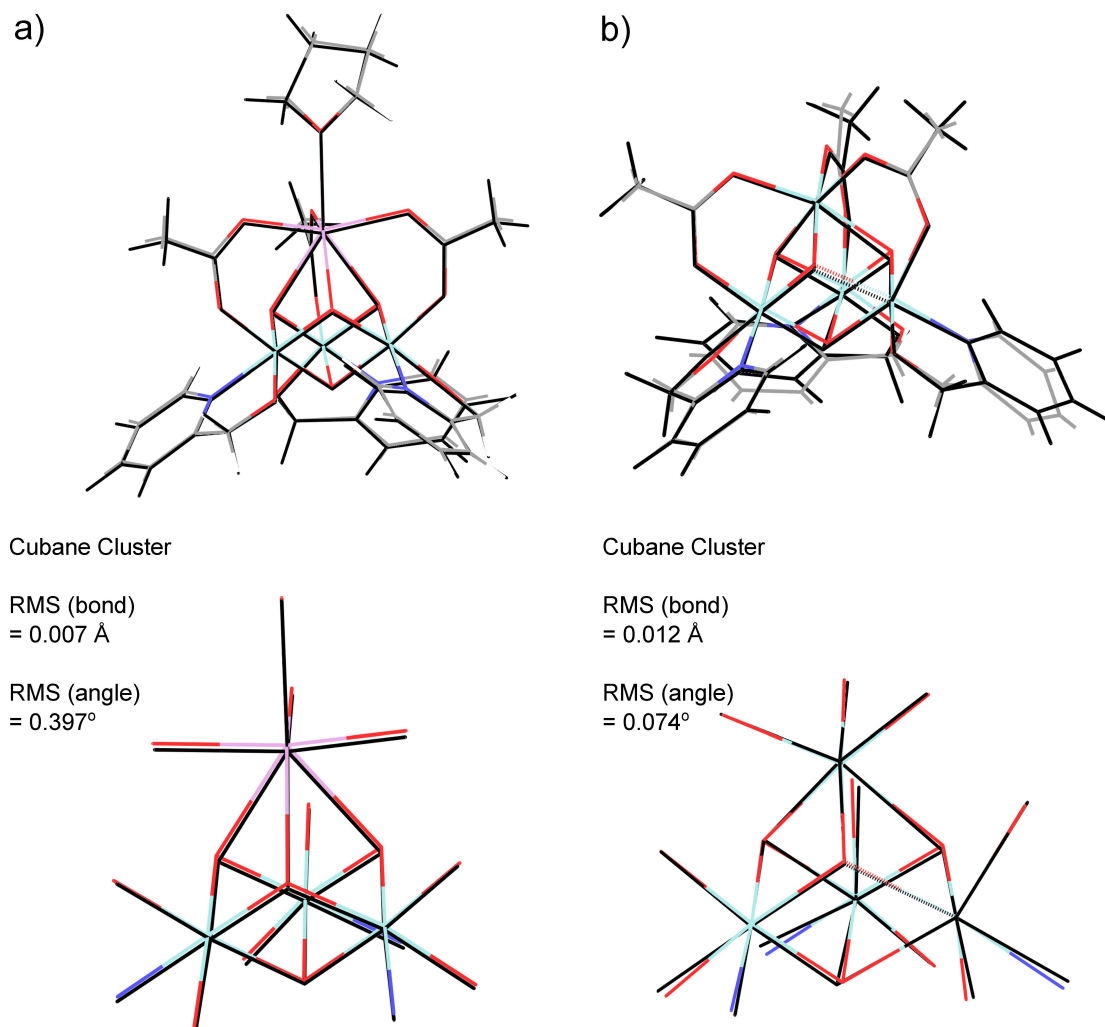 a)
b)
Cubane Cluster
RMS (bond)
= 0.007 Å
RMS (angle)
= 0.397°
Cubane Cluster
RMS (bond)
= 0.012 Å
RMS (angle)
= 0.074°